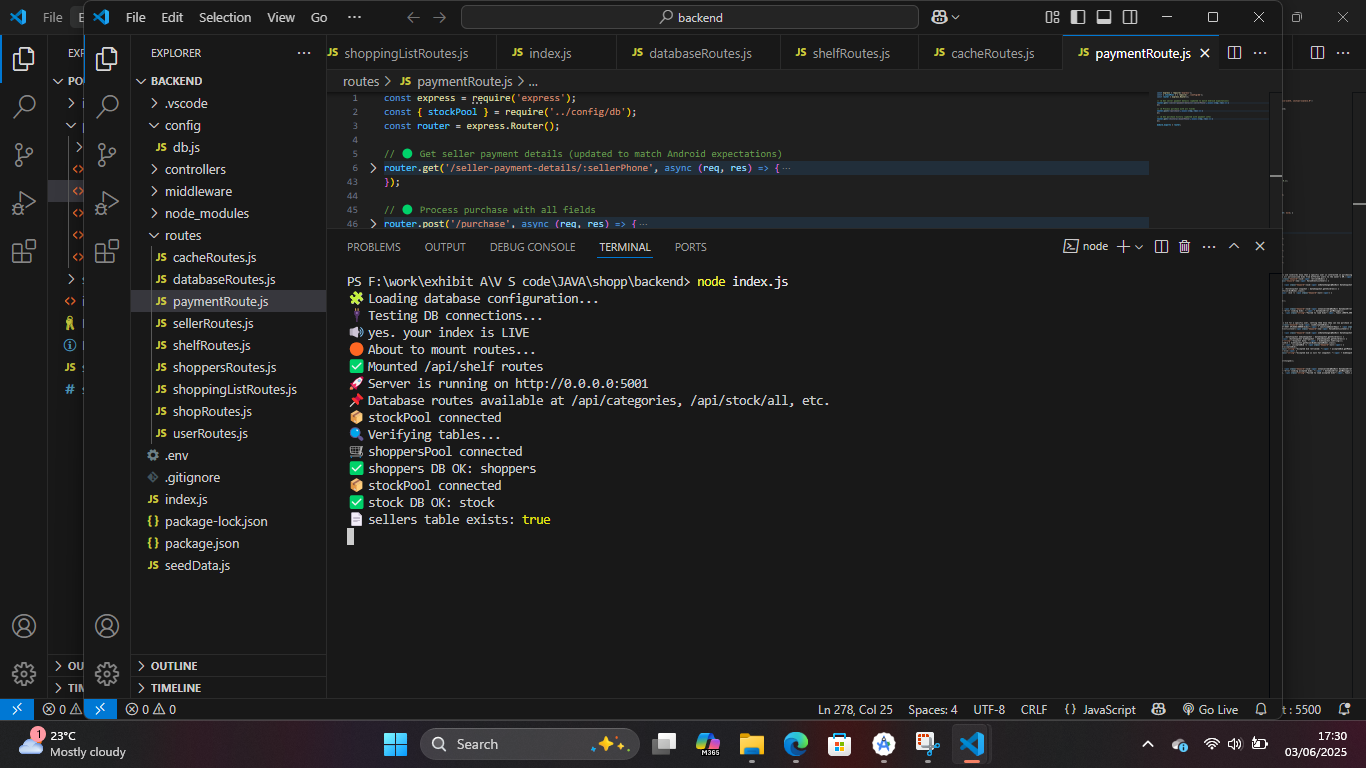 File
File Edit Selection View Go ··· backend
EXPLORER ···
JS shoppingListRoutes.js JS index.js JS databaseRoutes.js JS shelfRoutes.js JS cacheRoutes.js JS paymentRoute.js
routes > JS paymentRoute.js > ...
BACKEND
.vscode
config
JS db.js
controllers
middleware
node_modules
routes
JS cacheRoutes.js
JS databaseRoutes.js
JS paymentRoute.js
JS sellerRoutes.js
JS shelfRoutes.js
JS shoppersRoutes.js
JS shoppingListRoutes.js
JS shopRoutes.js
JS userRoutes.js
.env
.gitignore
JS index.js
{} package-lock.json
{} package.json
JS seedData.js
OUTLINE
TIMELINE
1 const express = require('express');
2 const { stockPool } = require('../config/db');
3 const router = express.Router();
4
5 // 🟢 Get seller payment details (updated to match Android expectations)
6 router.get('/seller-payment-details/:sellerPhone', async (req, res) => {···
43 });
44
45 // 🟢 Process purchase with all fields
46 router.post('/purchase', async (req, res) => {···
PROBLEMS OUTPUT DEBUG CONSOLE TERMINAL PORTS node
PS F:\work\exhibit A\V S code\JAVA\shopp\backend> node index.js
🧩 Loading database configuration...
Testing DB connections...
📢 yes. your index is LIVE
🟠 About to mount routes...
✅ Mounted /api/shelf routes
🚀 Server is running on http://0.0.0.0:5001
📌 Database routes available at /api/categories, /api/stock/all, etc.
📦 stockPool connected
🔍 Verifying tables...
🛒 shoppersPool connected
✅ shoppers DB OK: shoppers
📦 stockPool connected
✅ stock DB OK: stock
📄 sellers table exists: true
EXP
PO
OU
TIM
0
0 0 Ln 278, Col 25 Spaces: 4 UTF-8 CRLF {} JavaScript Go Live : 5500
1
23°C
Mostly cloudy
Search
M365
17:30
03/06/2025